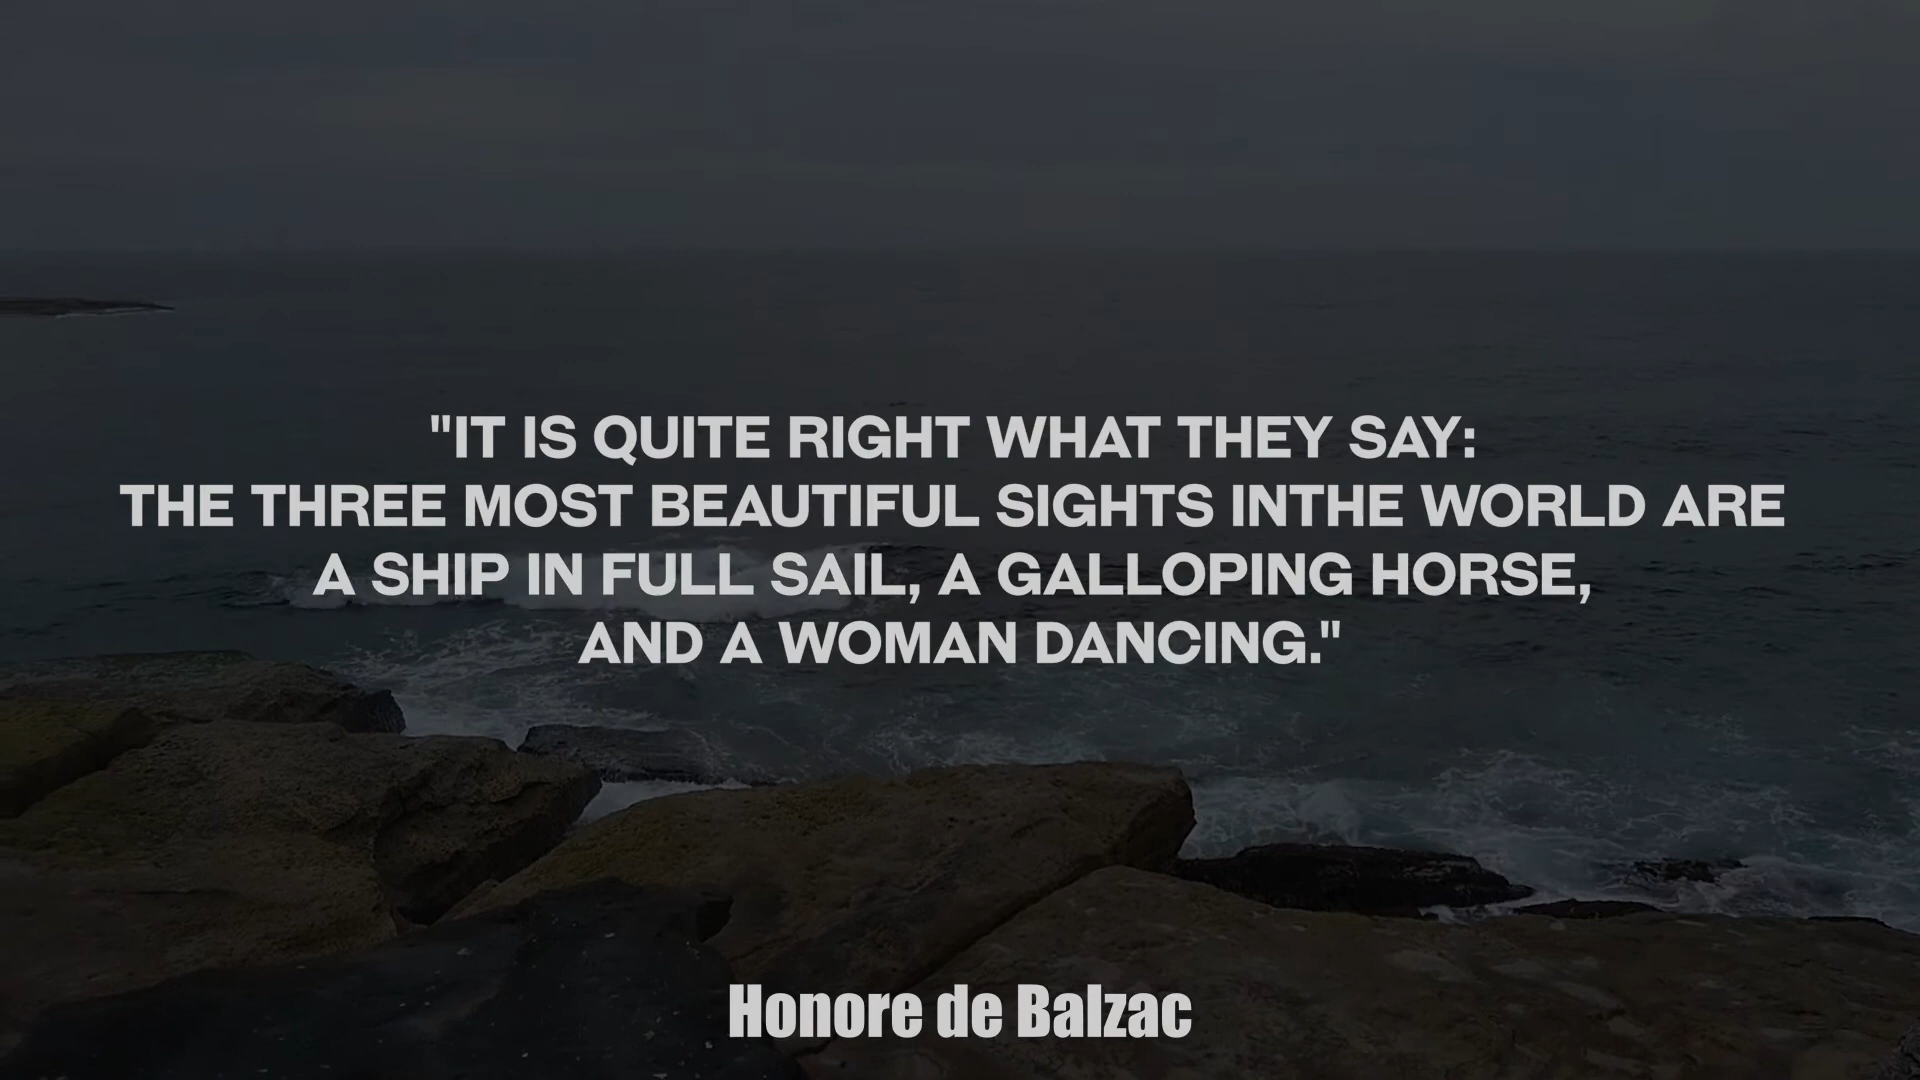 "IT IS QUITE RIGHT WHAT THEY SAY:
THE THREE MOST BEAUTIFUL SIGHTS INTHE WORLD ARE
A SHIP IN FULL SAIL, A GALLOPING HORSE,
AND A WOMAN DANCING."
Honore de Balzac